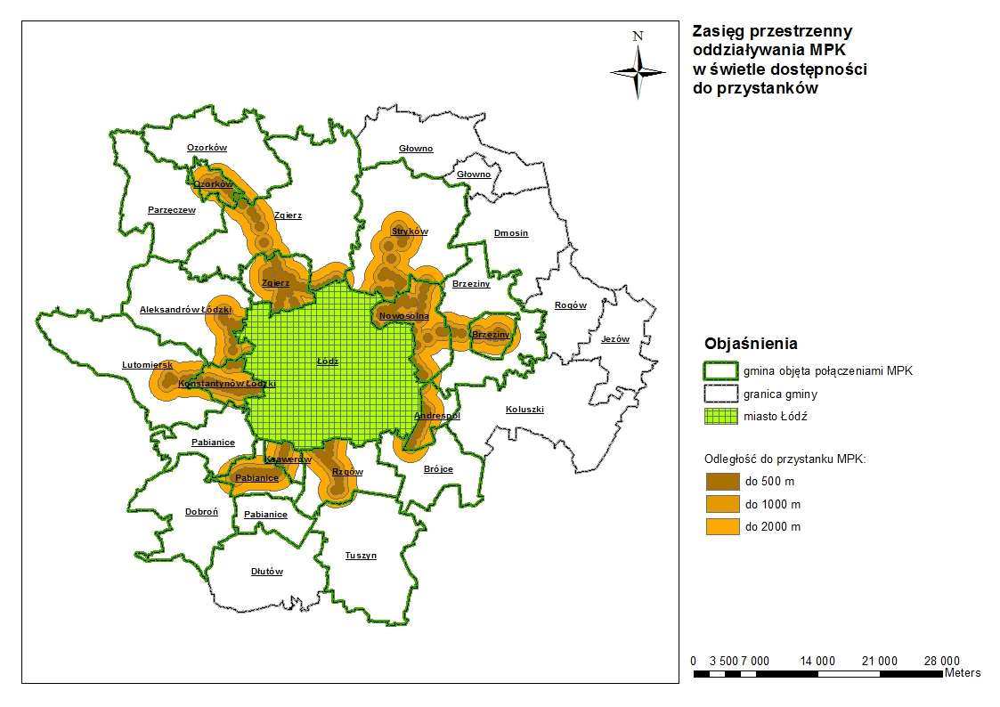 Zasięg przestrzenny
oddziaływania MPK
w świetle dostępności
do przystanków
N
Ozorków
Głowno
Głowno
Ozorków
Parzęczew
Zgierz
Stryków
Dmosin
Zgierz
Brzeziny
Rogów
Aleksandrów Łódzki
Nowosolna
Brzeziny
Jeżów
Lutomiersk
Łódź
Konstantynów Łódzki
Koluszki
Andrespol
Pabianice
Ksawerów
Rzgów
Brójce
Pabianice
Dobroń
Pabianice
Tuszyn
Dłutów
Objaśnienia
gmina objęta połączeniami MPK
granica gminy
miasto Łódź
Odległość do przystanku MPK:
do 500 m
do 1000 m
do 2000 m
0 3 500 7 000 14 000 21 000 28 000
Meters